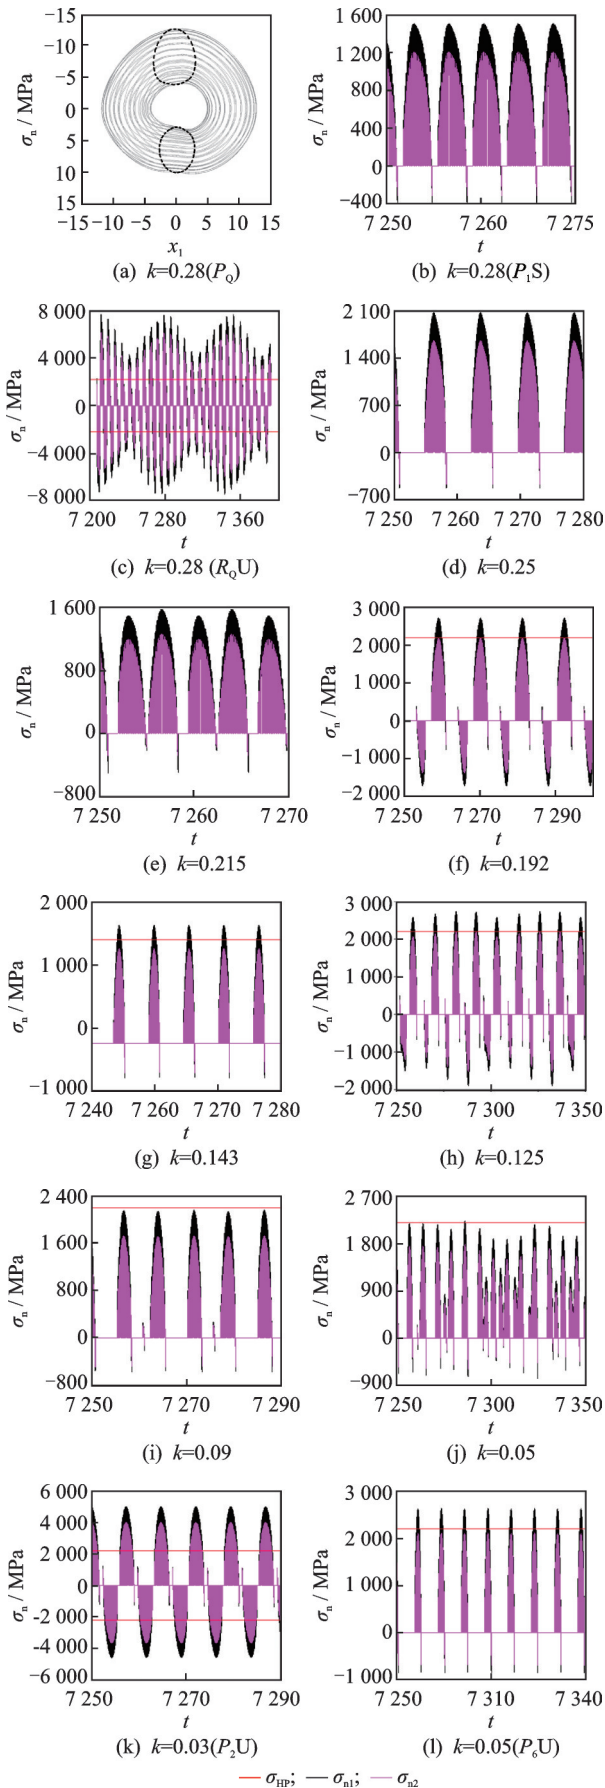 −15
−10
−5
0
5
10
15
σn / MPa
−15 −10 −5 0 5 10 15
x1
(a) k=0.28(PQ)
1 600
1 200
800
400
0
−400
σn / MPa
7 250 7 260 7 275
t
(b) k=0.28(P1S)
8 000
4 000
0
−4 000
−8 000
σn / MPa
7 200 7 280 7 360
t
(c) k=0.28 (RQU)
2 100
1 400
700
0
−700
σn / MPa
7 250 7 260 7 270 7 280
t
(d) k=0.25
1 600
800
0
−800
σn / MPa
7 250 7 260 7 270
t
(e) k=0.215
3 000
2 000
1 000
0
−1 000
−2 000
σn / MPa
7 250 7 270 7 290
t
(f) k=0.192
2 000
1 000
0
−1 000
σn / MPa
7 240 7 260 7 270 7 280
t
(g) k=0.143
3 000
2 000
1 000
0
−1 000
−2 000
σn / MPa
7 250 7 300 7 350
t
(h) k=0.125
2 400
1 600
800
0
−800
σn / MPa
7 250 7 270 7 290
t
(i) k=0.09
2 700
1 800
900
0
−900
σn / MPa
7 250 7 300 7 350
t
(j) k=0.05
6 000
4 000
2 000
0
−2 000
−4 000
−6 000
σn / MPa
7 250 7 270 7 290
t
(k) k=0.03(P2U)
3 000
2 000
1 000
0
−1 000
σn / MPa
7 250 7 310 7 340
t
(l) k=0.05(P6U)
σHP; σn1; σn2